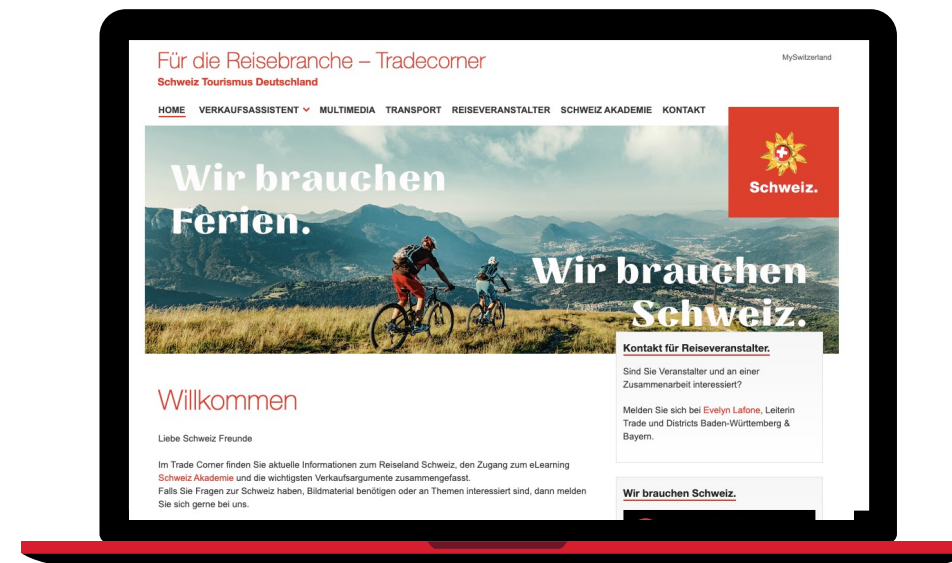 Für die Reisebranche – Tradecorner
MySwitzerland
Schweiz Tourismus Deutschland
HOME VERKAUFSASSISTENT MULTIMEDIA TRANSPORT REISEVERANSTALTER SCHWEIZ AKADEMIE KONTAKT
Wir brauchen
Ferien.
Schweiz.
Wir brauchen
Schweiz.
Willkommen
Liebe Schweiz Freunde
Im Trade Corner finden Sie aktuelle Informationen zum Reiseland Schweiz, den Zugang zum eLearning
Schweiz Akademie und die wichtigsten Verkaufsargumente zusammengefasst.
Falls Sie Fragen zur Schweiz haben, Bildmaterial benötigen oder an Themen interessiert sind, dann melden
Sie sich gerne bei uns.
Kontakt für Reiseveranstalter.
Sind Sie Veranstalter und an einer
Zusammenarbeit interessiert?
Melden Sie sich bei Evelyn Lafone, Leiterin
Trade und Districts Baden-Württemberg &
Bayern.
Wir brauchen Schweiz.